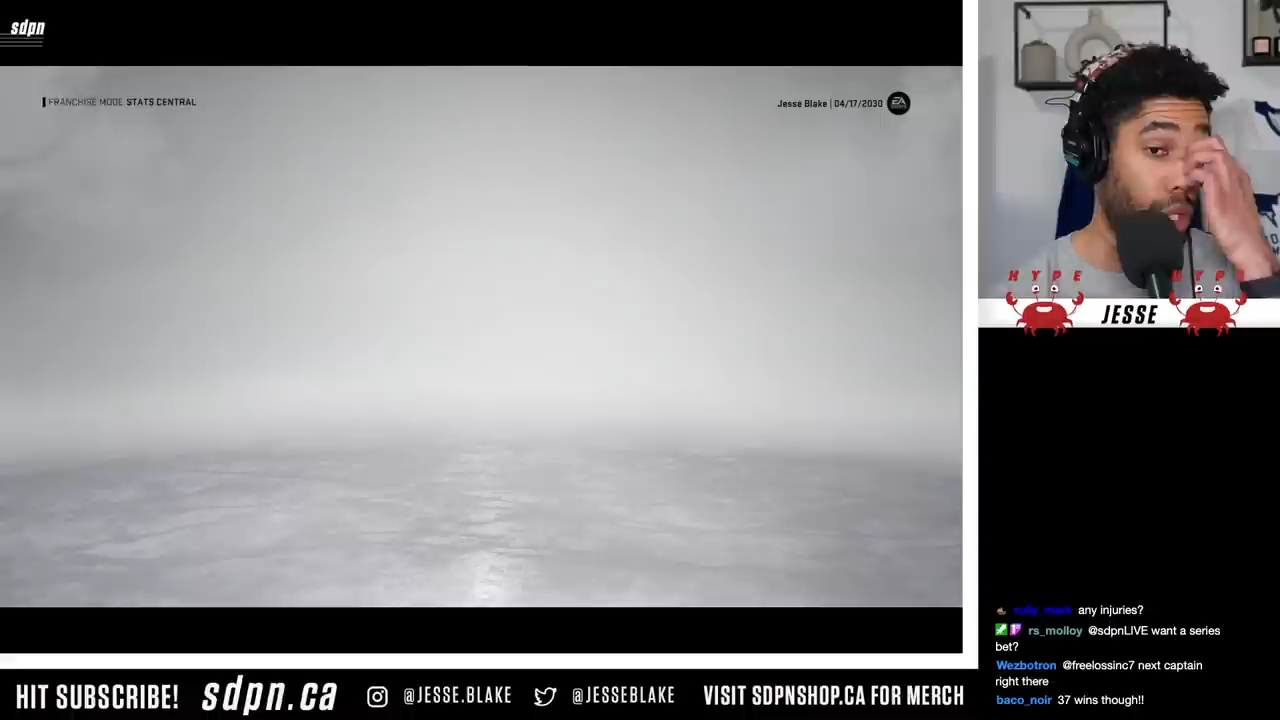 sdpn
FRANCHISE MODE STATS CENTRAL
Jesse Blake | 04/17/2030
EA
HYPE HYPE
JESSE
any injuries?
rs_molloy @sdpnLIVE want a series
bet?
Wezbotron @freelossinc7 next captain
right there
baco_noir 37 wins though!!
HIT SUBSCRIBE! sdpn.ca @JESSE.BLAKE @JESSEBLAKE VISIT SDPNSHOP.CA FOR MERCH